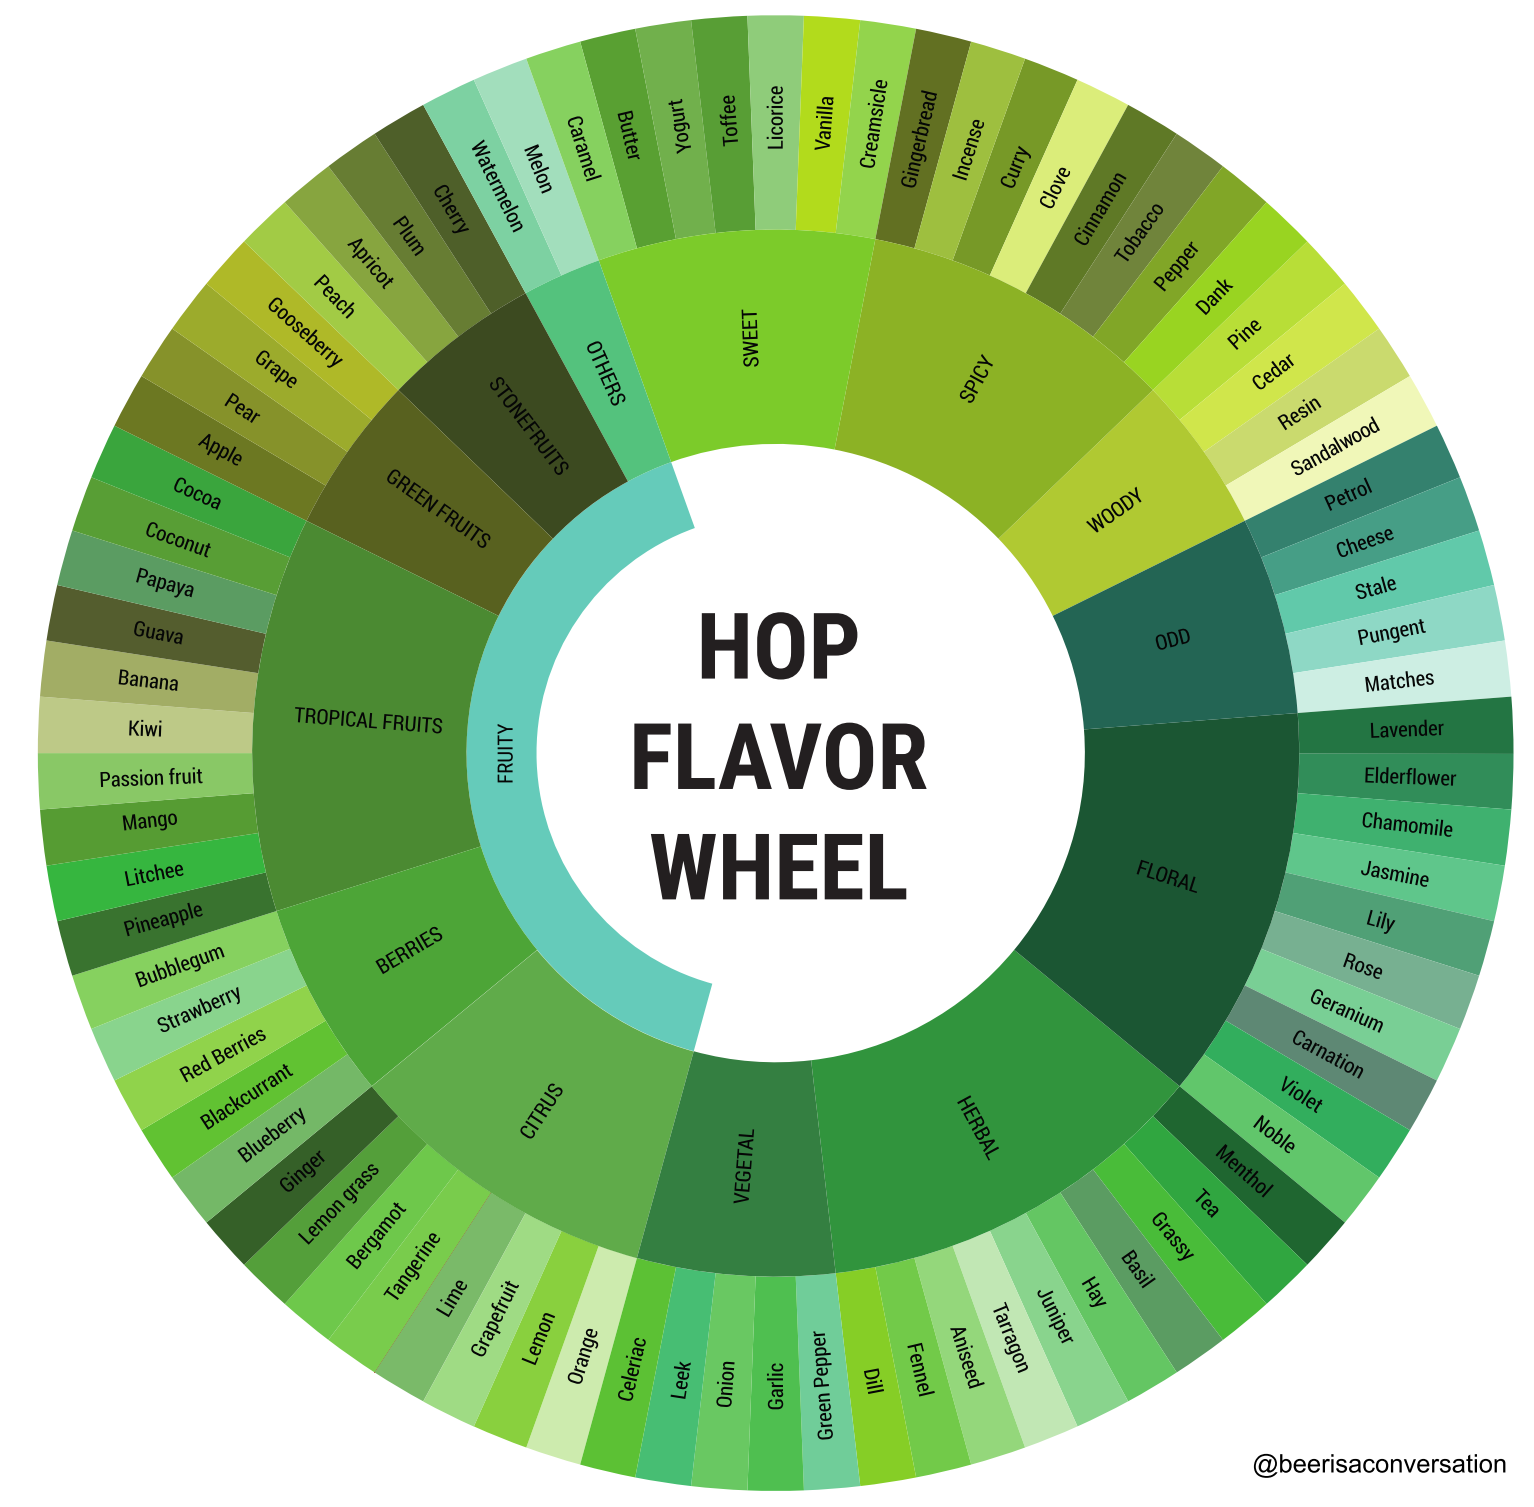 HOP
FLAVOR
WHEEL
SWEET
Caramel
Butter
Yogurt
Toffee
Licorice
Vanilla
Creamsicle
SPICY
Gingerbread
Incense
Curry
Clove
Cinnamon
Tobacco
Pepper
Dank
WOODY
Pine
Cedar
Resin
Sandalwood
ODD
Petrol
Cheese
Stale
Pungent
Matches
FLORAL
Lavender
Elderflower
Chamomile
Jasmine
Lily
Rose
Geranium
Carnation
Violet
Noble
HERBAL
Menthol
Tea
Grassy
Basil
Hay
Juniper
Tarragon
Aniseed
Fennel
Dill
VEGETAL
Green Pepper
Garlic
Onion
Leek
Celeriac
FRUITY
CITRUS
Orange
Lemon
Grapefruit
Lime
Tangerine
Bergamot
Lemon grass
Ginger
BERRIES
Blueberry
Blackcurrant
Red Berries
Strawberry
Bubblegum
TROPICAL FRUITS
Pineapple
Litchee
Mango
Passion fruit
Kiwi
Banana
Guava
Papaya
Coconut
Cocoa
GREEN FRUITS
Apple
Pear
Grape
Gooseberry
STONEFRUITS
Peach
Apricot
Plum
Cherry
OTHERS
Watermelon
Melon
@beerisaconversation